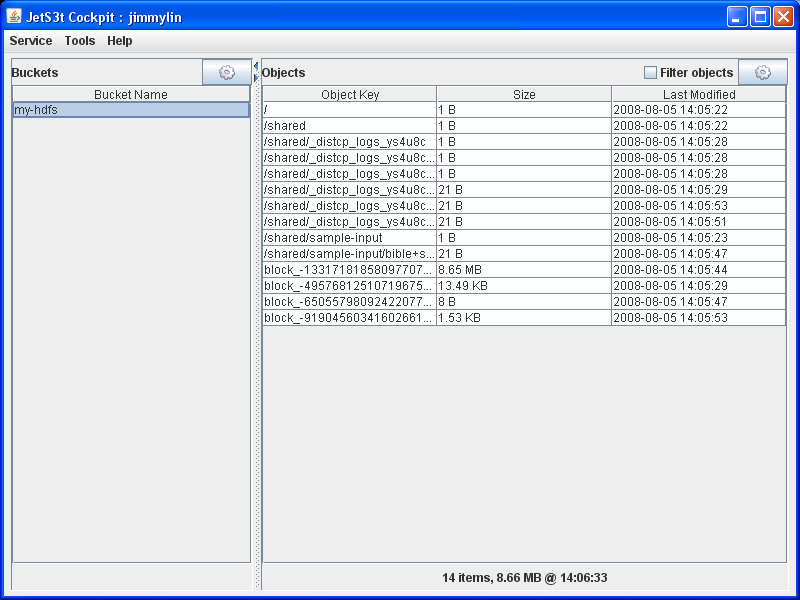 JetS3t Cockpit : jimmylin
Service Tools Help
Buckets
Bucket Name
my-hdfs
Objects
Filter objects
Object Key Size Last Modified
/ 1 B 2008-08-05 14:05:22
/shared 1 B 2008-08-05 14:05:22
/shared/_distcp_logs_ys4u8c 1 B 2008-08-05 14:05:28
/shared/_distcp_logs_ys4u8c... 1 B 2008-08-05 14:05:28
/shared/_distcp_logs_ys4u8c... 1 B 2008-08-05 14:05:28
/shared/_distcp_logs_ys4u8c... 21 B 2008-08-05 14:05:29
/shared/_distcp_logs_ys4u8c... 21 B 2008-08-05 14:05:53
/shared/_distcp_logs_ys4u8c... 21 B 2008-08-05 14:05:51
/shared/sample-input 1 B 2008-08-05 14:05:23
/shared/sample-input/bible+s... 21 B 2008-08-05 14:05:47
block_-13317181858097707... 8.65 MB 2008-08-05 14:05:44
block_-49576812510719675... 13.49 KB 2008-08-05 14:05:29
block_-65055798092422077... 8 B 2008-08-05 14:05:47
block_-91904560341602661... 1.53 KB 2008-08-05 14:05:53
14 items, 8.66 MB @ 14:06:33